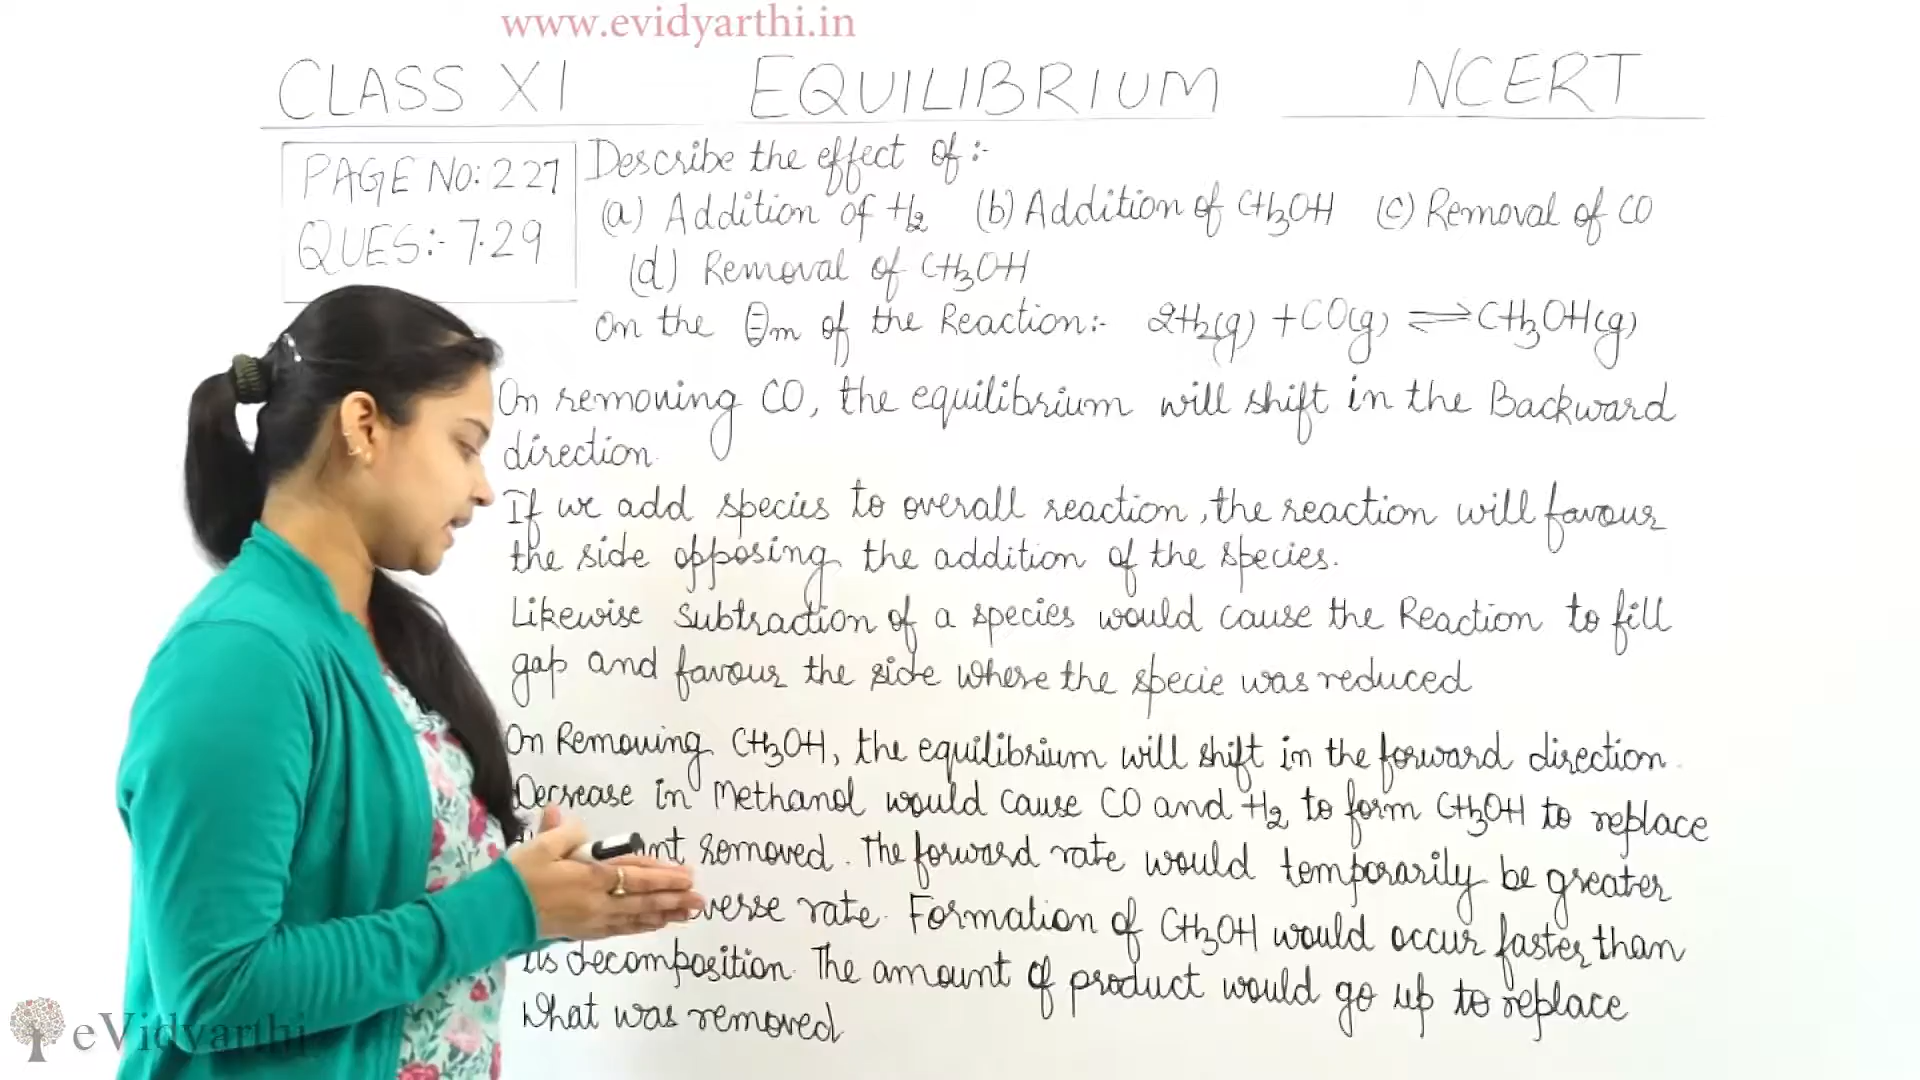 www.evidyarthi.in
CLASS XI EQUILIBRIUM NCERT
PAGE No: 227
QUES:- 7.29
Describe the effect of :-
(a) Addition of H2 (b) Addition of CH3OH (c) Removal of CO
(d) Removal of CH3OH
on the of the Reaction:- 2H2(g) + CO(g) ⇌ CH3OH(g)
On removing CO, the equilibrium will shift in the Backward
direction.
If we add species to overall reaction, the reaction will favour
the side opposing the addition of the species.
Likewise subtraction of a species would cause the Reaction to fill
gap and favour the side where the specie was reduced
On Removing CH3OH, the equilibrium will shift in the forward direction.
Decrease in Methanol would cause CO and H2 to form CH3OH to replace
removed. The forward rate would temporarily be greater
rate. Formation of CH3OH would occur faster than
its decomposition. The amount of product would go up to replace
what was removed
eVidyarthi